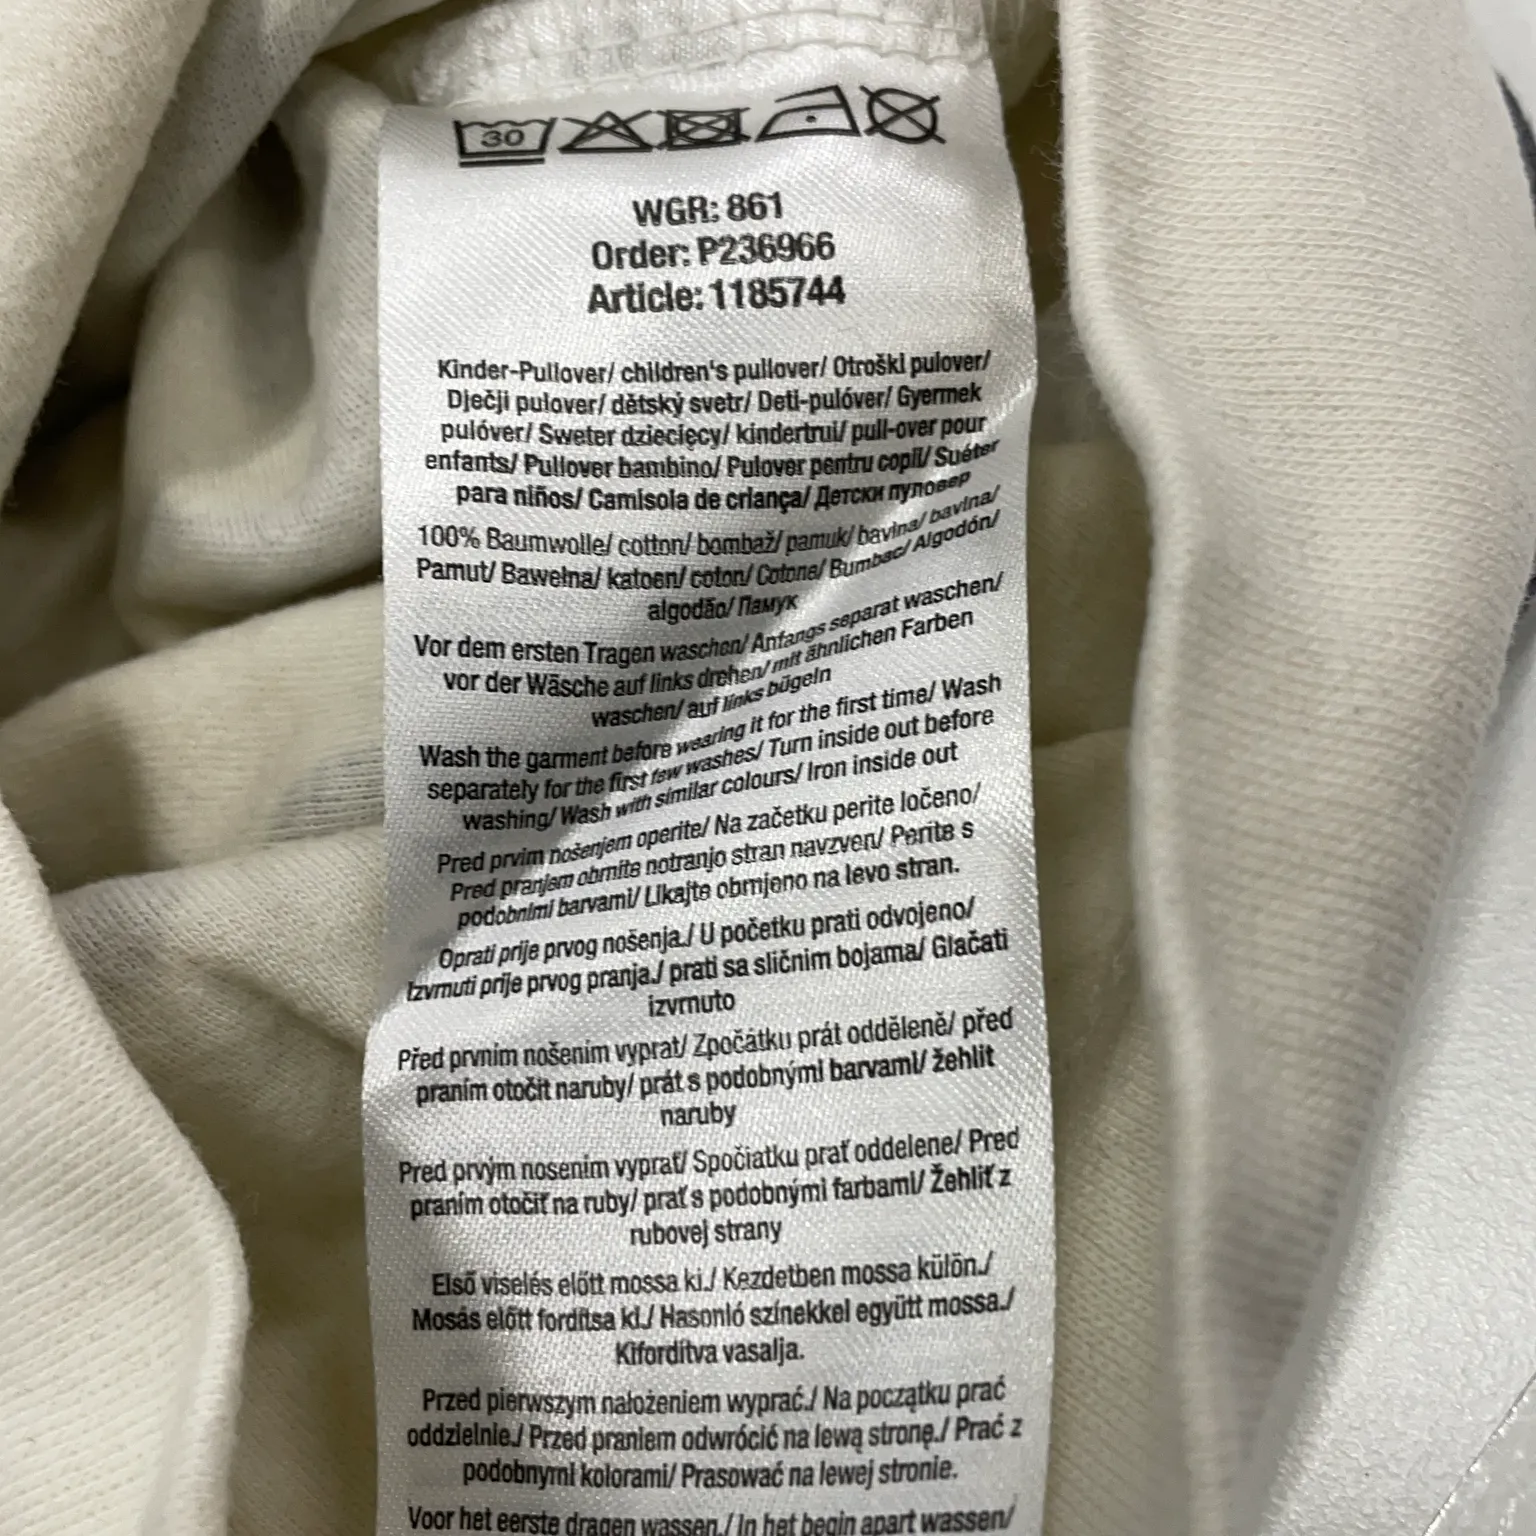 30
WGR: 861
Order: P236966
Article: 1185744
Kinder-Pullover/ children's pullover/ Otroški pulover/
Dječji pulover/ dětský svetr/ Deti-pulóver/ Gyermek
pulóver/ Sweter dziecięcy/ kindertrui/ pull-over pour
enfants/ Pullover bambino/ Pulover pentru copil/ Suéter
para niños/ Camisola de criança/ Детски пуловер
100% Baumwolle/ cotton/ bombaž/ pamuk/ bavlna/ bavlna/
Pamut/ Bawełna/ katoen/ coton/ Cotone/ Bumbac/ Algodón/
algodão/ Памук
Vor dem ersten Tragen waschen/ Anfangs separat waschen/
vor der Wäsche auf links drehen/ mit ähnlichen Farben
waschen/ auf links bügeln
Wash the garment before wearing it for the first time/ Wash
separately for the first few washes/ Turn inside out before
washing/ Wash with similar colours/ Iron inside out
Pred prvim nošenjem operite/ Na začetku perite ločeno/
Pred pranjem obrnite notranjo stran navzven/ Perite s
podobnimi barvami/ Likajte obrnjeno na levo stran.
Oprati prije prvog nošenja./ U početku prati odvojeno/
Izvrnuti prije prvog pranja./ prati sa sličnim bojama/ Glačati
izvrnuto
Před prvním nošením vyprat/ Zpočátku prát odděleně/ před
praním otočit naruby/ prát s podobnými barvami/ žehlit
naruby
Pred prvým nosením vyprať/ Spočiatku prať oddelene/ Pred
praním otočiť na ruby/ prať s podobnými farbami/ Žehliť z
rubovej strany
Első viselés előtt mossa ki./ Kezdetben mossa külön./
Mosás előtt fordítsa ki./ Hasonló színekkel együtt mossa./
Kifordítva vasalja.
Przed pierwszym nałożeniem wyprać./ Na początku prać
oddzielnie./ Przed praniem odwrócić na lewą stronę./ Prać z
podobnymi kolorami/ Prasować na lewej stronie.
Voor het eerste dragen wassen./ In het begin apart wassen/